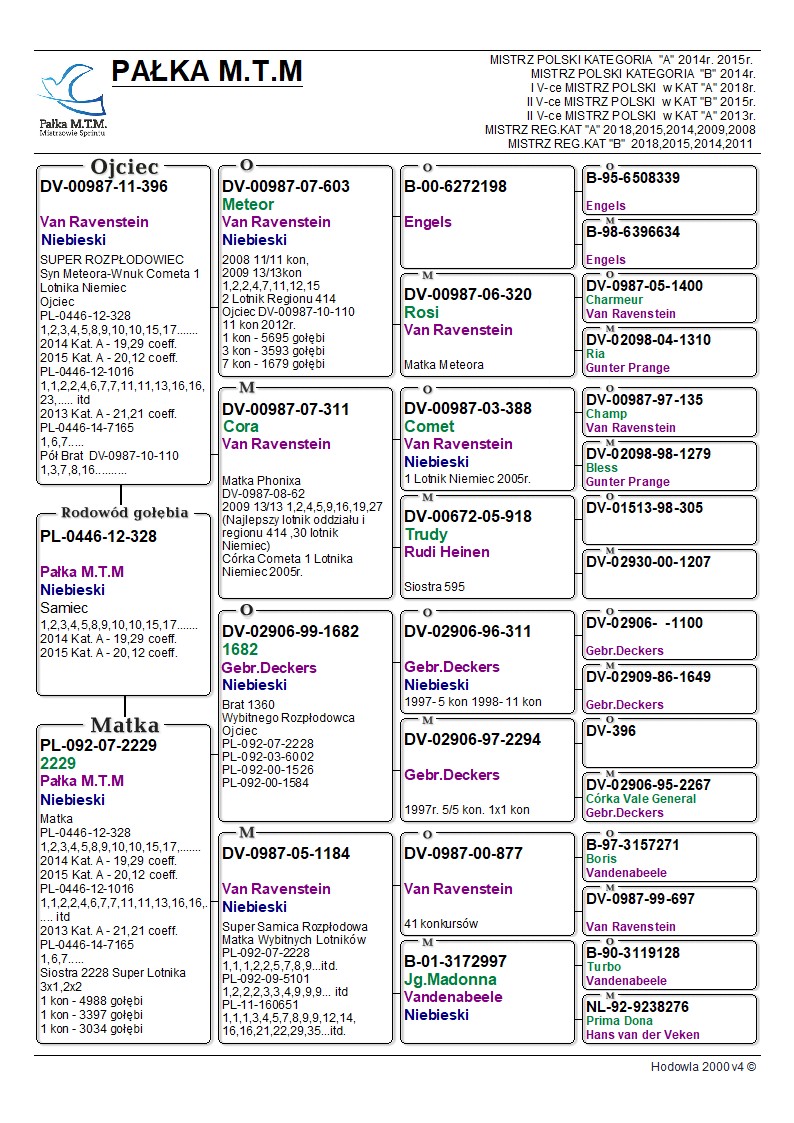 PAŁKA M.T.M
Pałka M.T.M.
Mistrzowie Sprintu
MISTRZ POLSKI KATEGORIA "A" 2014r. 2015r.
MISTRZ POLSKI KATEGORIA "B" 2014r.
I V-ce MISTRZ POLSKI w KAT "A" 2018r.
II V-ce MISTRZ POLSKI w KAT "B" 2015r.
II V-ce MISTRZ POLSKI w KAT "A" 2013r.
MISTRZ REG.KAT "A" 2018,2015,2014,2009,2008
MISTRZ REG.KAT "B" 2018,2015,2014,2011
Ojciec
DV-00987-11-396
Van Ravenstein
Niebieski
SUPER ROZPŁODOWIEC
Syn Meteora-Wnuk Cometa 1
Lotnika Niemiec
Ojciec
PL-0446-12-328
1,2,3,4,5,8,9,10,10,15,17.......
2014 Kat. A - 19,29 coeff.
2015 Kat. A - 20,12 coeff.
PL-0446-12-1016
1,1,2,2,4,6,7,7,11,11,13,16,16,
23,..... itd
2013 Kat. A - 21,21 coeff.
PL-0446-14-7165
1,6,7.....
Pół Brat DV-0987-10-110
1,3,7,8,16..........
Rodowód gołębia
PL-0446-12-328
Pałka M.T.M
Niebieski
Samiec
1,2,3,4,5,8,9,10,10,15,17.......
2014 Kat. A - 19,29 coeff.
2015 Kat. A - 20,12 coeff.
Matka
PL-092-07-2229
2229
Pałka M.T.M
Niebieski
Matka
PL-0446-12-328
1,2,3,4,5,8,9,10,10,15,17,.......
2014 Kat. A - 19,29 coeff.
2015 Kat. A - 20,12 coeff.
PL-0446-12-1016
1,1,2,2,4,6,7,7,11,11,13,16,16,.
.... itd
2013 Kat. A - 21,21 coeff.
PL-0446-14-7165
1,6,7.....
Siostra 2228 Super Lotnika
3x1,2x2
1 kon - 4988 gołębi
1 kon - 3397 gołębi
1 kon - 3034 gołębi
O
DV-00987-07-603
Meteor
Van Ravenstein
Niebieski
2008 11/11 kon,
2009 13/13kon
1,2,2,4,7,11,12,15
2 Lotnik Regionu 414
Ojciec DV-00987-10-110
11 kon 2012r.
1 kon - 5695 gołębi
3 kon - 3593 gołębi
7 kon - 1679 gołębi
M
DV-00987-07-311
Cora
Van Ravenstein
Matka Phonixa
DV-0987-08-62
2009 13/13 1,2,4,5,9,16,19,27
(Najlepszy lotnik oddziału i
regionu 414 ,30 lotnik
Niemiec)
Córka Cometa 1 Lotnika
Niemiec 2005r.
O
DV-02906-99-1682
1682
Gebr.Deckers
Niebieski
Brat 1360
Wybitnego Rozpłodowca
Ojciec
PL-092-07-2228
PL-092-03-6002
PL-092-00-1526
PL-092-00-1584
M
DV-0987-05-1184
Van Ravenstein
Niebieski
Super Samica Rozpłodowa
Matka Wybitnych Lotników
PL-092-07-2228
1,1,1,2,2,5,7,8,9...itd.
PL-092-09-5101
1,2,2,2,3,3,4,9,9,9... itd
PL-11-160651
1,1,1,3,4,5,7,8,9,9,12,14,
16,16,21,22,29,35...itd.
O
B-00-6272198
Engels
M
DV-00987-06-320
Rosi
Van Ravenstein
Matka Meteora
O
DV-00987-03-388
Comet
Van Ravenstein
Niebieski
1 Lotnik Niemiec 2005r.
M
DV-00672-05-918
Trudy
Rudi Heinen
Siostra 595
O
DV-02906-96-311
Gebr.Deckers
Niebieski
1997- 5 kon 1998- 11 kon
M
DV-02906-97-2294
Gebr.Deckers
1997r. 5/5 kon. 1x1 kon
O
DV-0987-00-877
Van Ravenstein
41 konkursów
M
B-01-3172997
Jg.Madonna
Vandenabeele
Niebieski
O
B-95-6508339
Engels
M
B-98-6396634
Engels
O
DV-0987-05-1400
Charmeur
Van Ravenstein
M
DV-02098-04-1310
Ria
Gunter Prange
O
DV-00987-97-135
Champ
Van Ravenstein
M
DV-02098-98-1279
Bless
Gunter Prange
O
DV-01513-98-305
M
DV-02930-00-1207
O
DV-02906- -1100
Gebr.Deckers
M
DV-02909-86-1649
Gebr.Deckers
O
DV-396
M
DV-02906-95-2267
Córka Vale General
Gebr.Deckers
O
B-97-3157271
Boris
Vandenabeele
M
DV-0987-99-697
Van Ravenstein
O
B-90-3119128
Turbo
Vandenabeele
M
NL-92-9238276
Prima Dona
Hans van der Veken
Hodowla 2000v4 ©